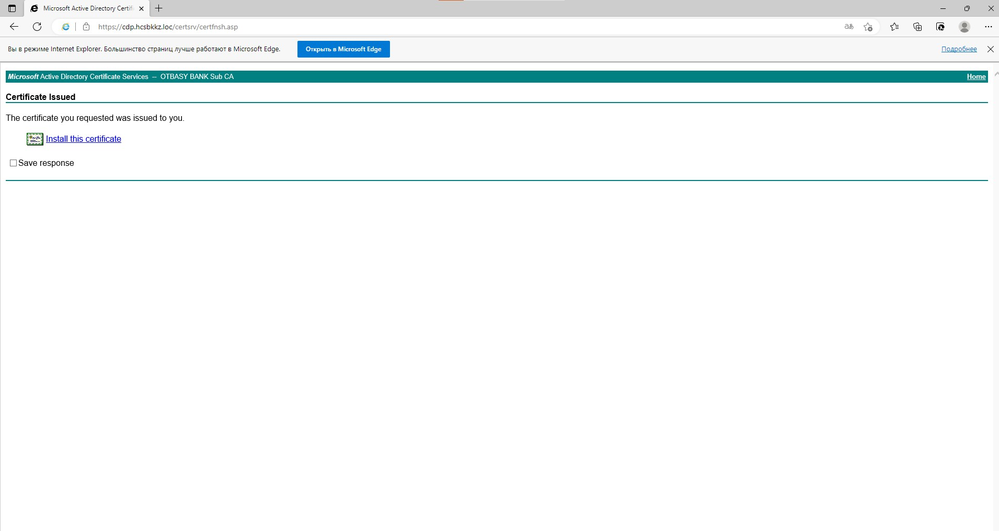 Microsoft Active Directory Certifi
https://cdp.hcsbkkz.loc/certsrv/certfnsh.asp
Вы в режиме Internet Explorer. Большинство страниц лучше работают в Microsoft Edge. Открыть в Microsoft Edge Подробнее
Microsoft Active Directory Certificate Services -- OTBASY BANK Sub CA Home
Certificate Issued
The certificate you requested was issued to you.
Install this certificate
Save response